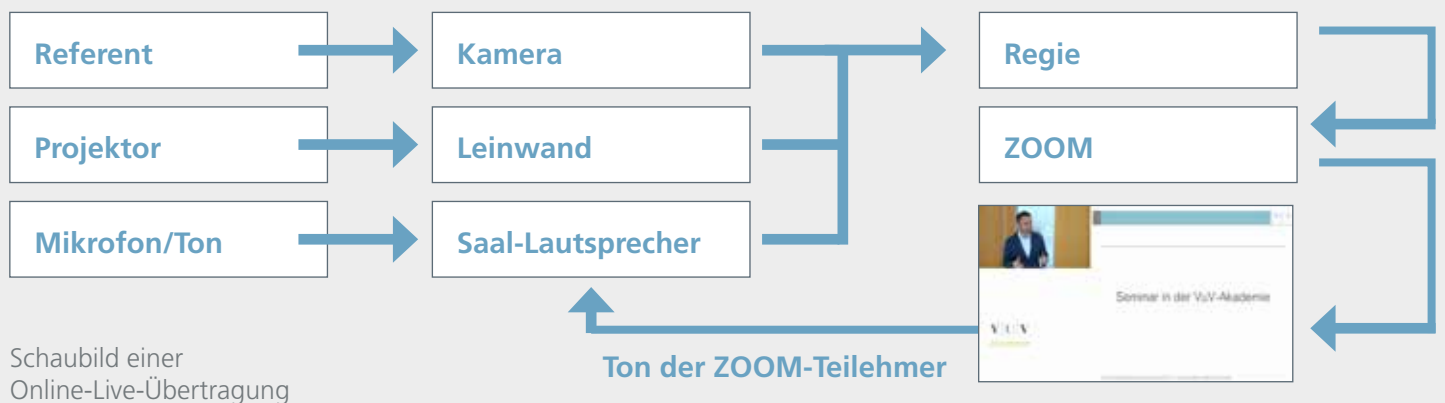 Referent
Kamera
Regie
Projektor
Leinwand
ZOOM
Mikrofon/Ton
Saal-Lautsprecher
Seminar in der VuV-Akademie
V U V
Ton der ZOOM-Teilehmer
Schaubild einer
Online-Live-Übertragung